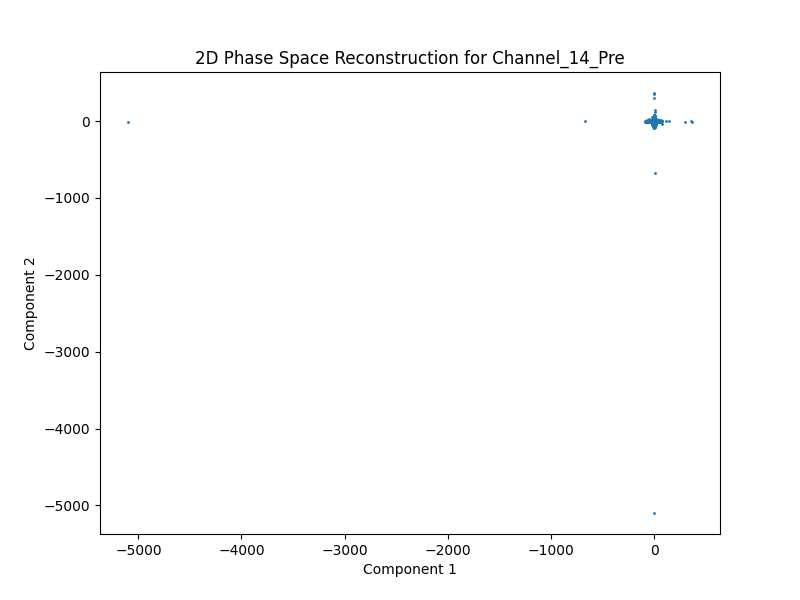 2D Phase Space Reconstruction for Channel_14_Pre
0
−1000
−2000
−3000
−4000
−5000
Component 2
−5000 −4000 −3000 −2000 −1000 0
Component 1